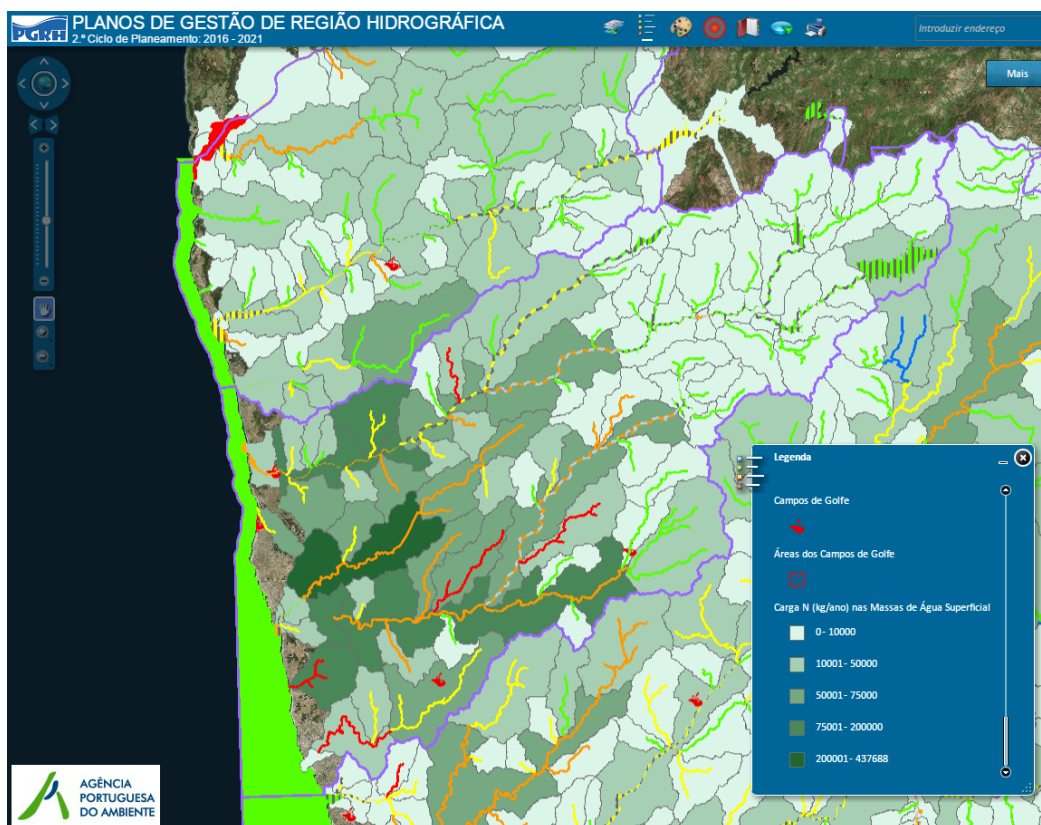 PGRH
PLANOS DE GESTÃO DE REGIÃO HIDROGRÁFICA
2.º Ciclo de Planeamento: 2016 - 2021
Introduzir endereço
Mais
Legenda
Campos de Golfe
Áreas dos Campos de Golfe
Carga N (kg/ano) nas Massas de Água Superficial
0- 10000
10001- 50000
50001- 75000
75001- 200000
200001- 437688
AGÊNCIA
PORTUGUESA
DO AMBIENTE